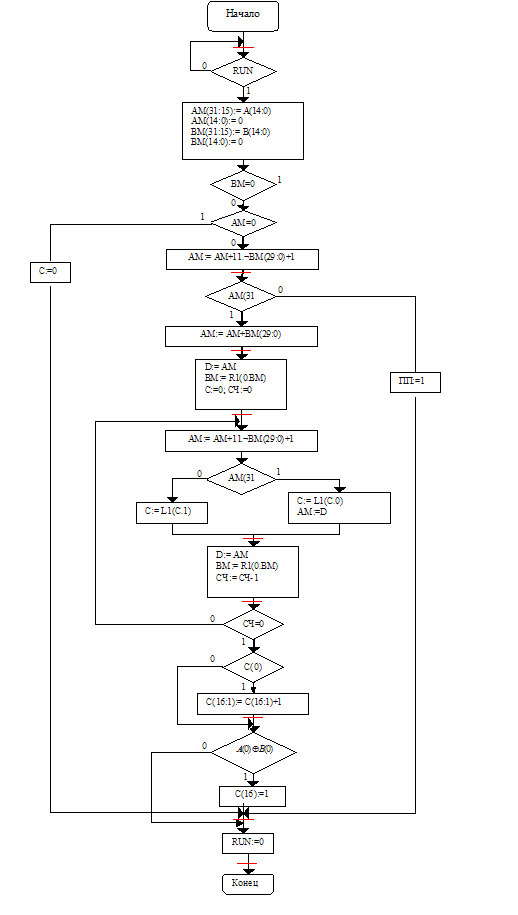 Начало
0
RUN
1
AM(31:15):= A(14:0)
AM(14:0):= 0
BM(31:15):= B(14:0)
BM(14:0):= 0
BM=0
1
0
1
AM=0
0
AM:= AM+11.¬BM(29:0)+1
C:=0
AM(31
0
1
AM:= AM+BM(29:0)
D:= AM
BM:= R1(0.BM)
C:=0; СЧ:=0
ПП:=1
AM:= AM+11.¬BM(29:0)+1
0
AM(31
1
C:= L1(C.1)
C:= L1(C.0)
AM:=D
D:= AM
BM:= R1(0.BM)
СЧ:= СЧ-1
0
СЧ=0
1
0
C(0)
1
C(16:1):= C(16:1)+1
0
A(0)⊕B(0)
1
C(16):=1
RUN:=0
Конец